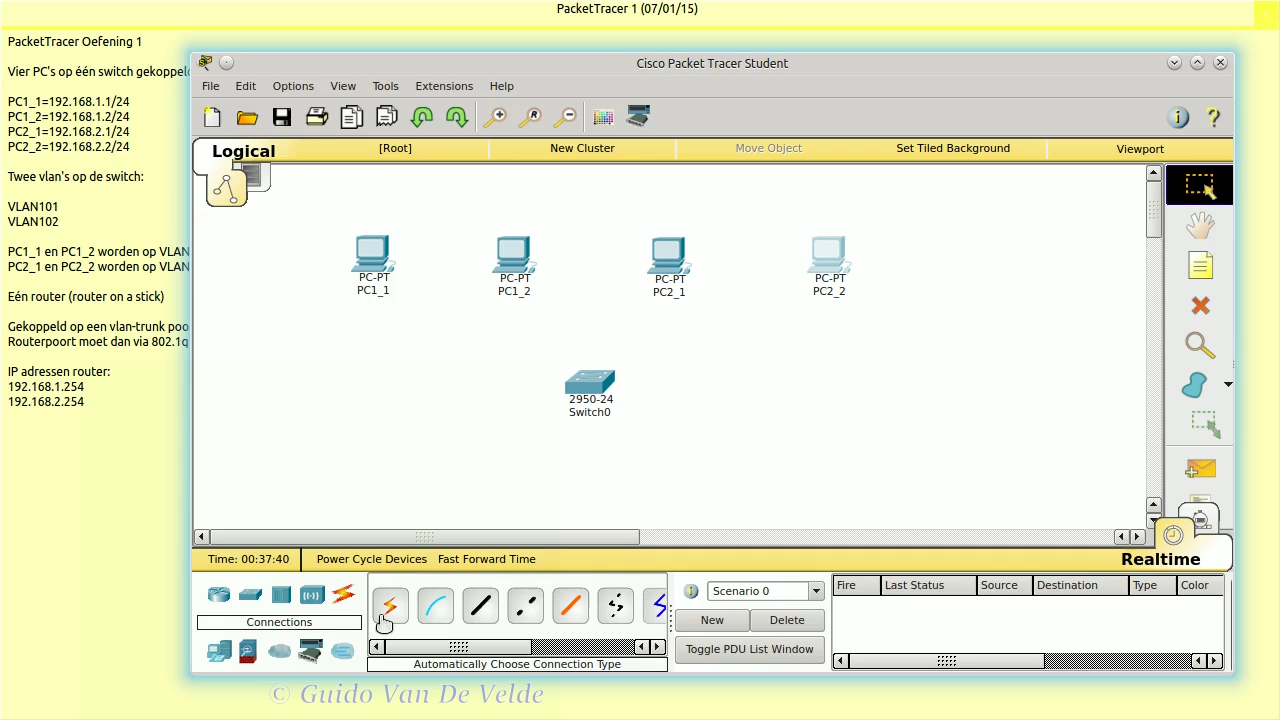 PacketTracer 1 (07/01/15)
PacketTracer Oefening 1
Vier PC's op één switch gekoppeld
PC1_1=192.168.1.1/24
PC1_2=192.168.1.2/24
PC2_1=192.168.2.1/24
PC2_2=192.168.2.2/24
Twee vlan's op de switch:
VLAN101
VLAN102
PC1_1 en PC1_2 worden op VLAN
PC2_1 en PC2_2 worden op VLAN
Eén router (router on a stick)
Gekoppeld op een vlan-trunk poo
Routerpoort moet dan via 802.1q
IP adressen router:
192.168.1.254
192.168.2.254
Cisco Packet Tracer Student
File Edit Options View Tools Extensions Help
Logical [Root] New Cluster Move Object Set Tiled Background Viewport
PC-PT
PC1_1
PC-PT
PC1_2
PC-PT
PC2_1
PC-PT
PC2_2
2950-24
Switch0
Time: 00:37:40 Power Cycle Devices Fast Forward Time Realtime
Connections
Automatically Choose Connection Type
Scenario 0
New Delete
Toggle PDU List Window
Fire Last Status Source Destination Type Color
© Guido Van De Velde